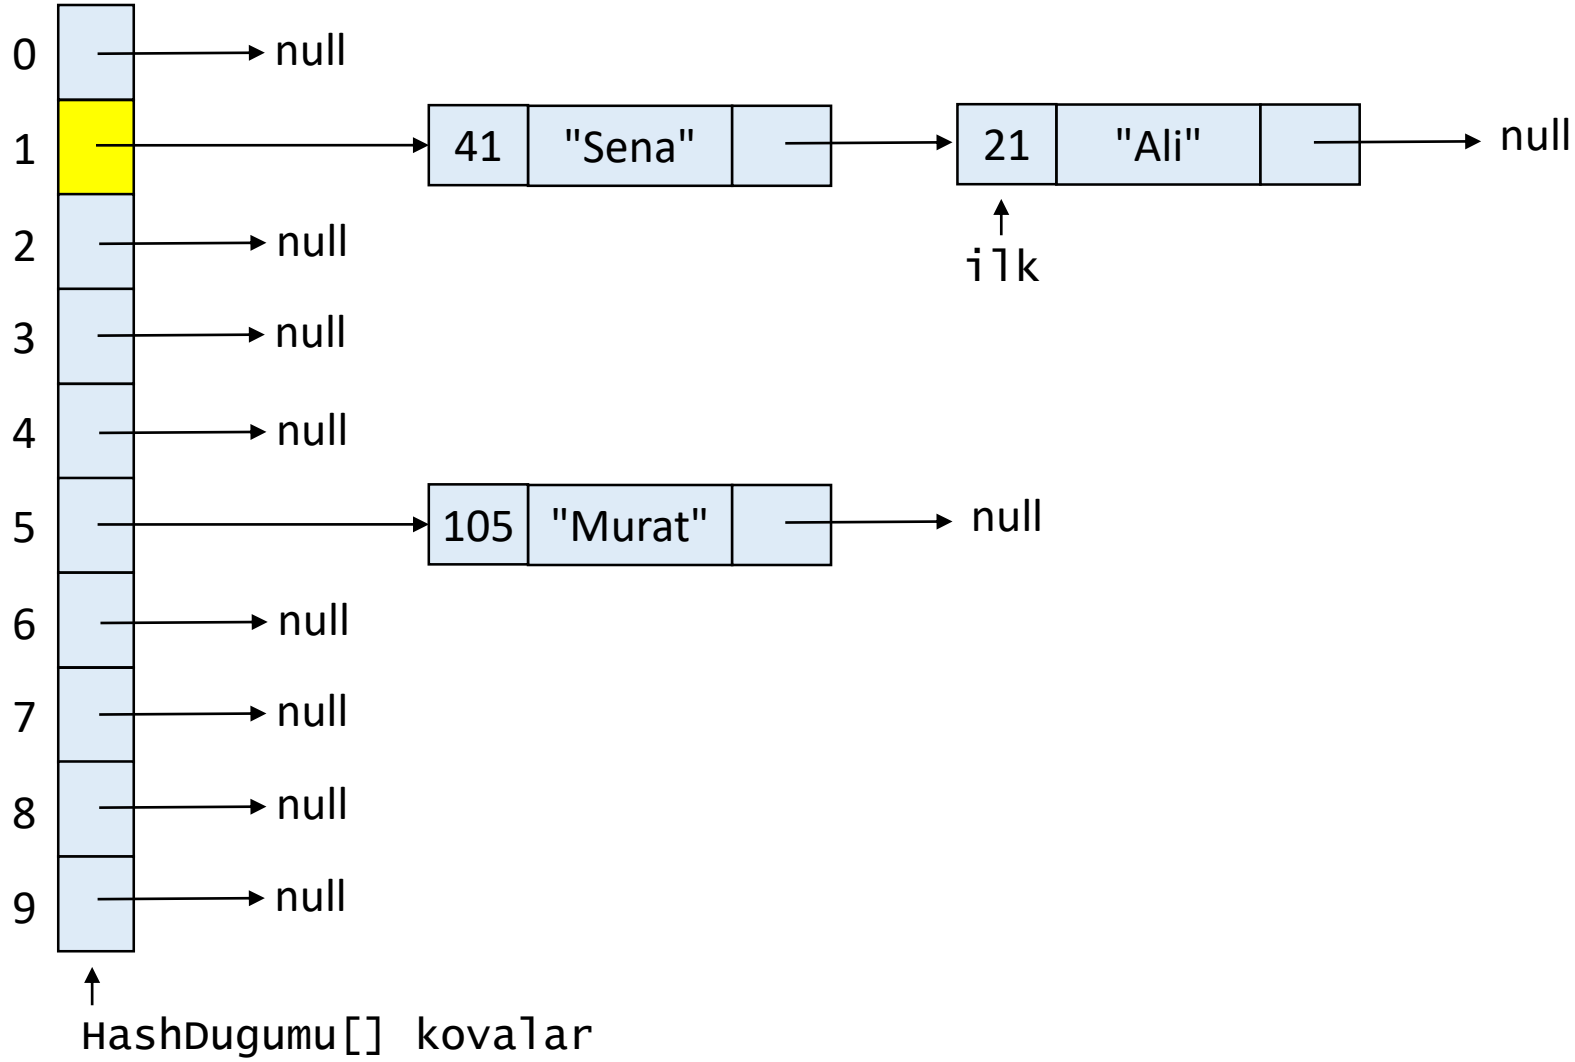 0 null
1 41 "Sena" 21 "Ali" null
2 null
ilk
3 null
4 null
5 105 "Murat" null
6 null
7 null
8 null
9 null
HashDugumu[] kovalar